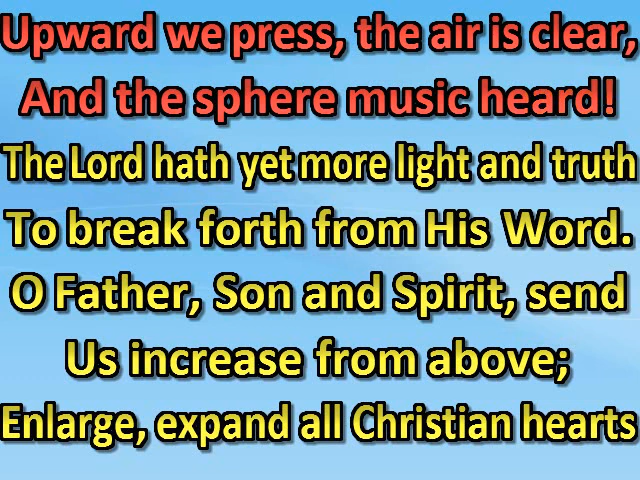 Upward we press, the air is clear,
And the sphere music heard!
The Lord hath yet more light and truth
To break forth from His Word.
O Father, Son and Spirit, send
Us increase from above;
Enlarge, expand all Christian hearts